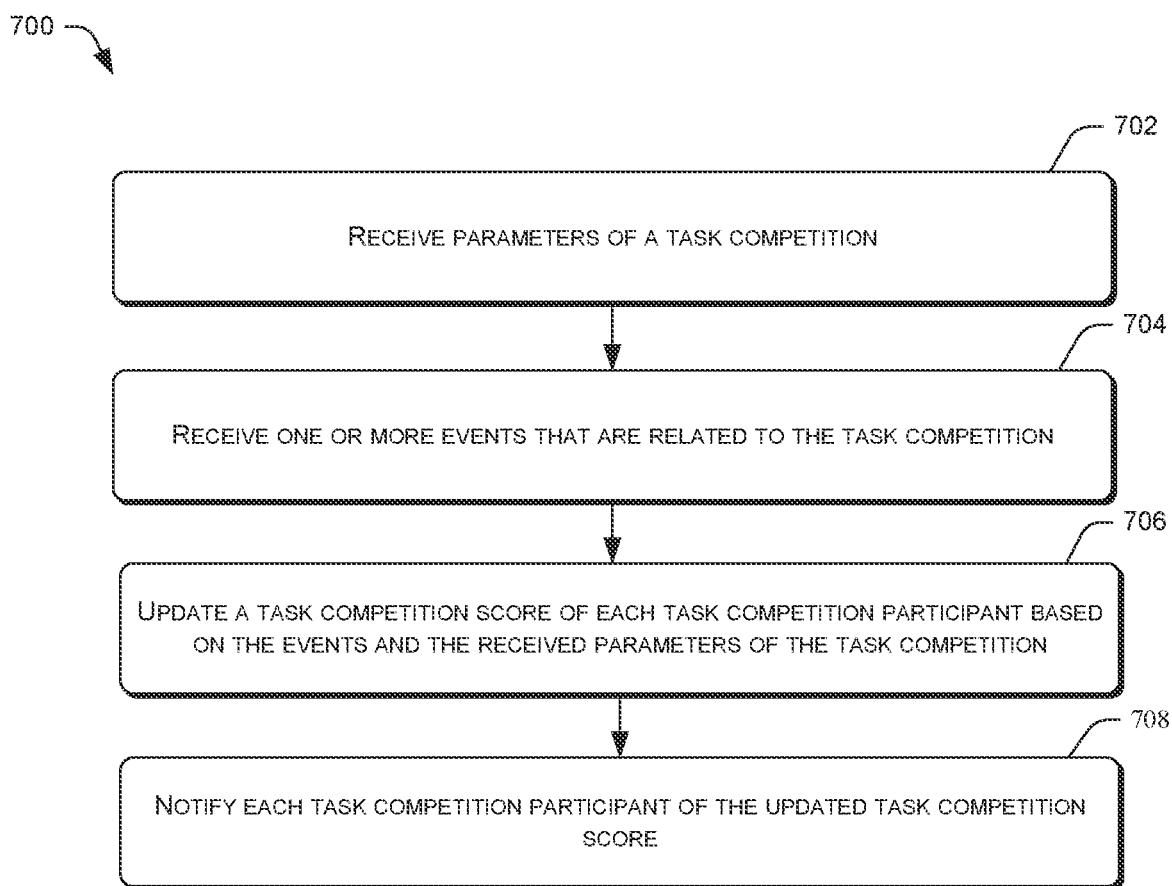 700
702
RECEIVE PARAMETERS OF A TASK COMPETITION
704
RECEIVE ONE OR MORE EVENTS THAT ARE RELATED TO THE TASK COMPETITION
706
UPDATE A TASK COMPETITION SCORE OF EACH TASK COMPETITION PARTICIPANT BASED
ON THE EVENTS AND THE RECEIVED PARAMETERS OF THE TASK COMPETITION
708
NOTIFY EACH TASK COMPETITION PARTICIPANT OF THE UPDATED TASK COMPETITION
SCORE